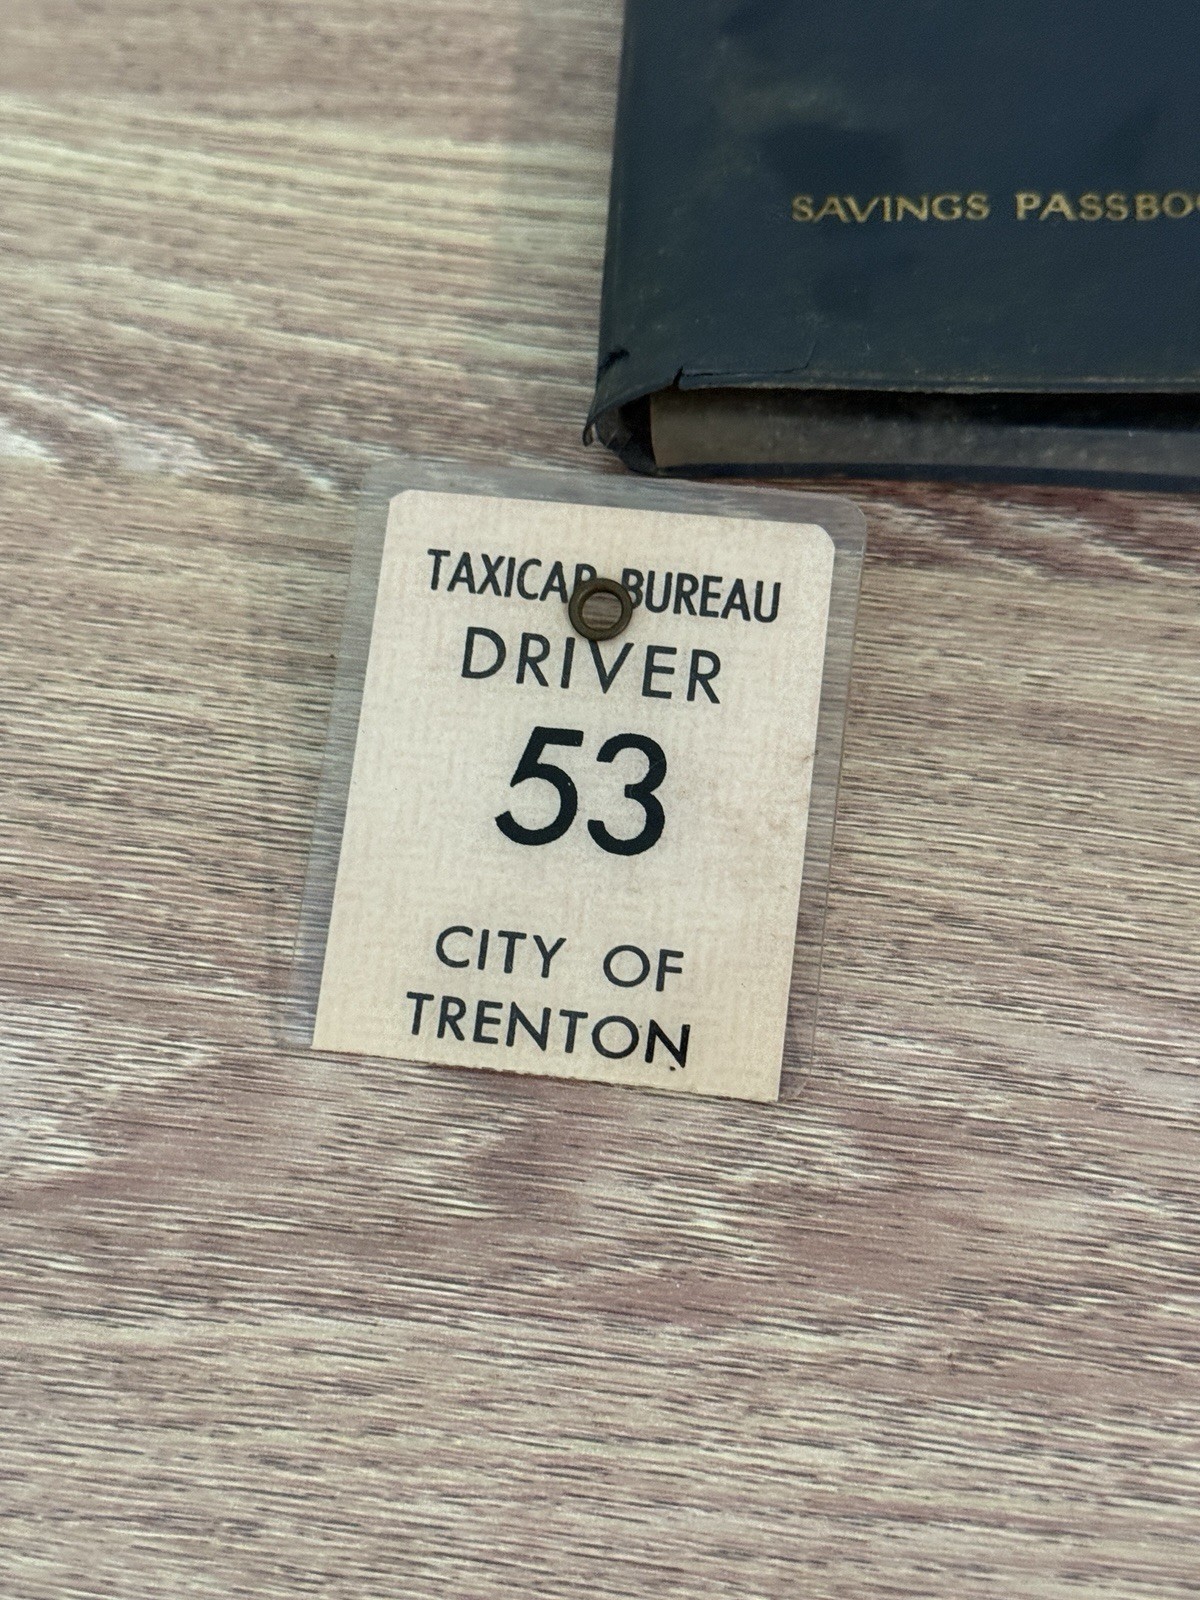 SAVINGS PASSBO
TAXICAB BUREAU
DRIVER
53
CITY OF
TRENTON